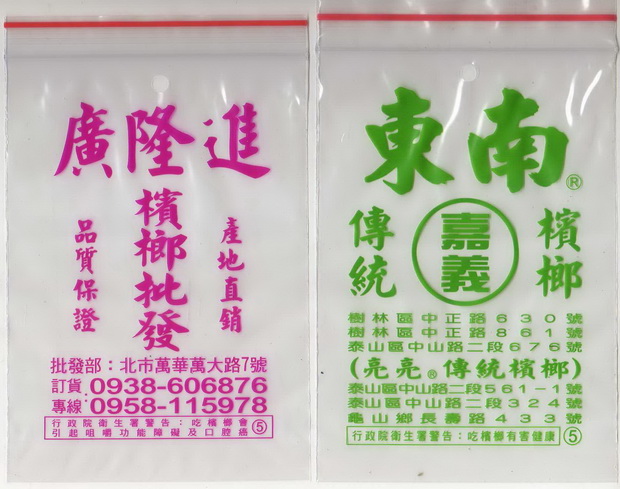 廣隆進
檳榔批發
產地直銷
品質保證
批發部：北市萬華萬大路7號
訂貨專線：0938-606876
0958-115978
行政院衛生署警告：吃檳榔會
引起咀嚼功能障礙及口腔癌 ⑤
東南®
傳統
嘉義
檳榔
樹林區中正路630號
樹林區中正路861號
泰山區中山路二段676號
(亮亮®傳統檳榔)
泰山區中山路二段561-1號
泰山區中山路二段324號
龜山鄉長壽路433號
行政院衛生署警告：吃檳榔有害健康 ⑤